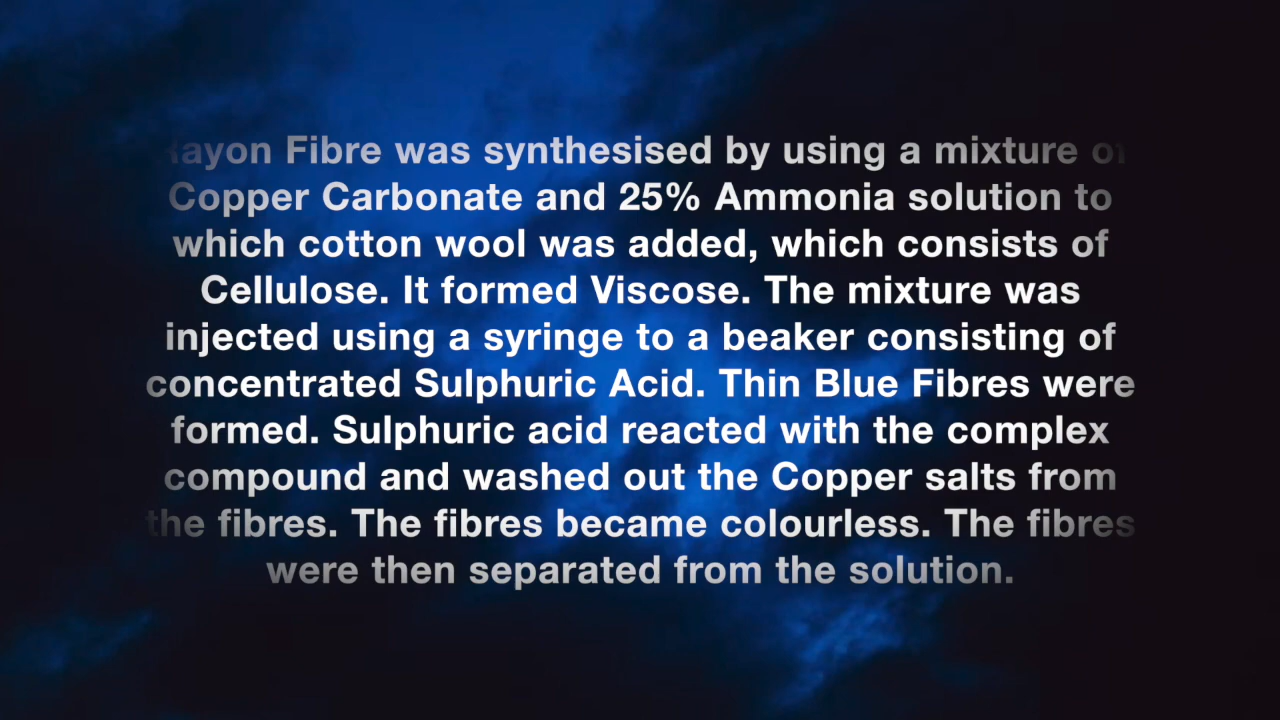 Rayon Fibre was synthesised by using a mixture of
Copper Carbonate and 25% Ammonia solution to
which cotton wool was added, which consists of
Cellulose. It formed Viscose. The mixture was
injected using a syringe to a beaker consisting of
concentrated Sulphuric Acid. Thin Blue Fibres were
formed. Sulphuric acid reacted with the complex
compound and washed out the Copper salts from
the fibres. The fibres became colourless. The fibres
were then separated from the solution.